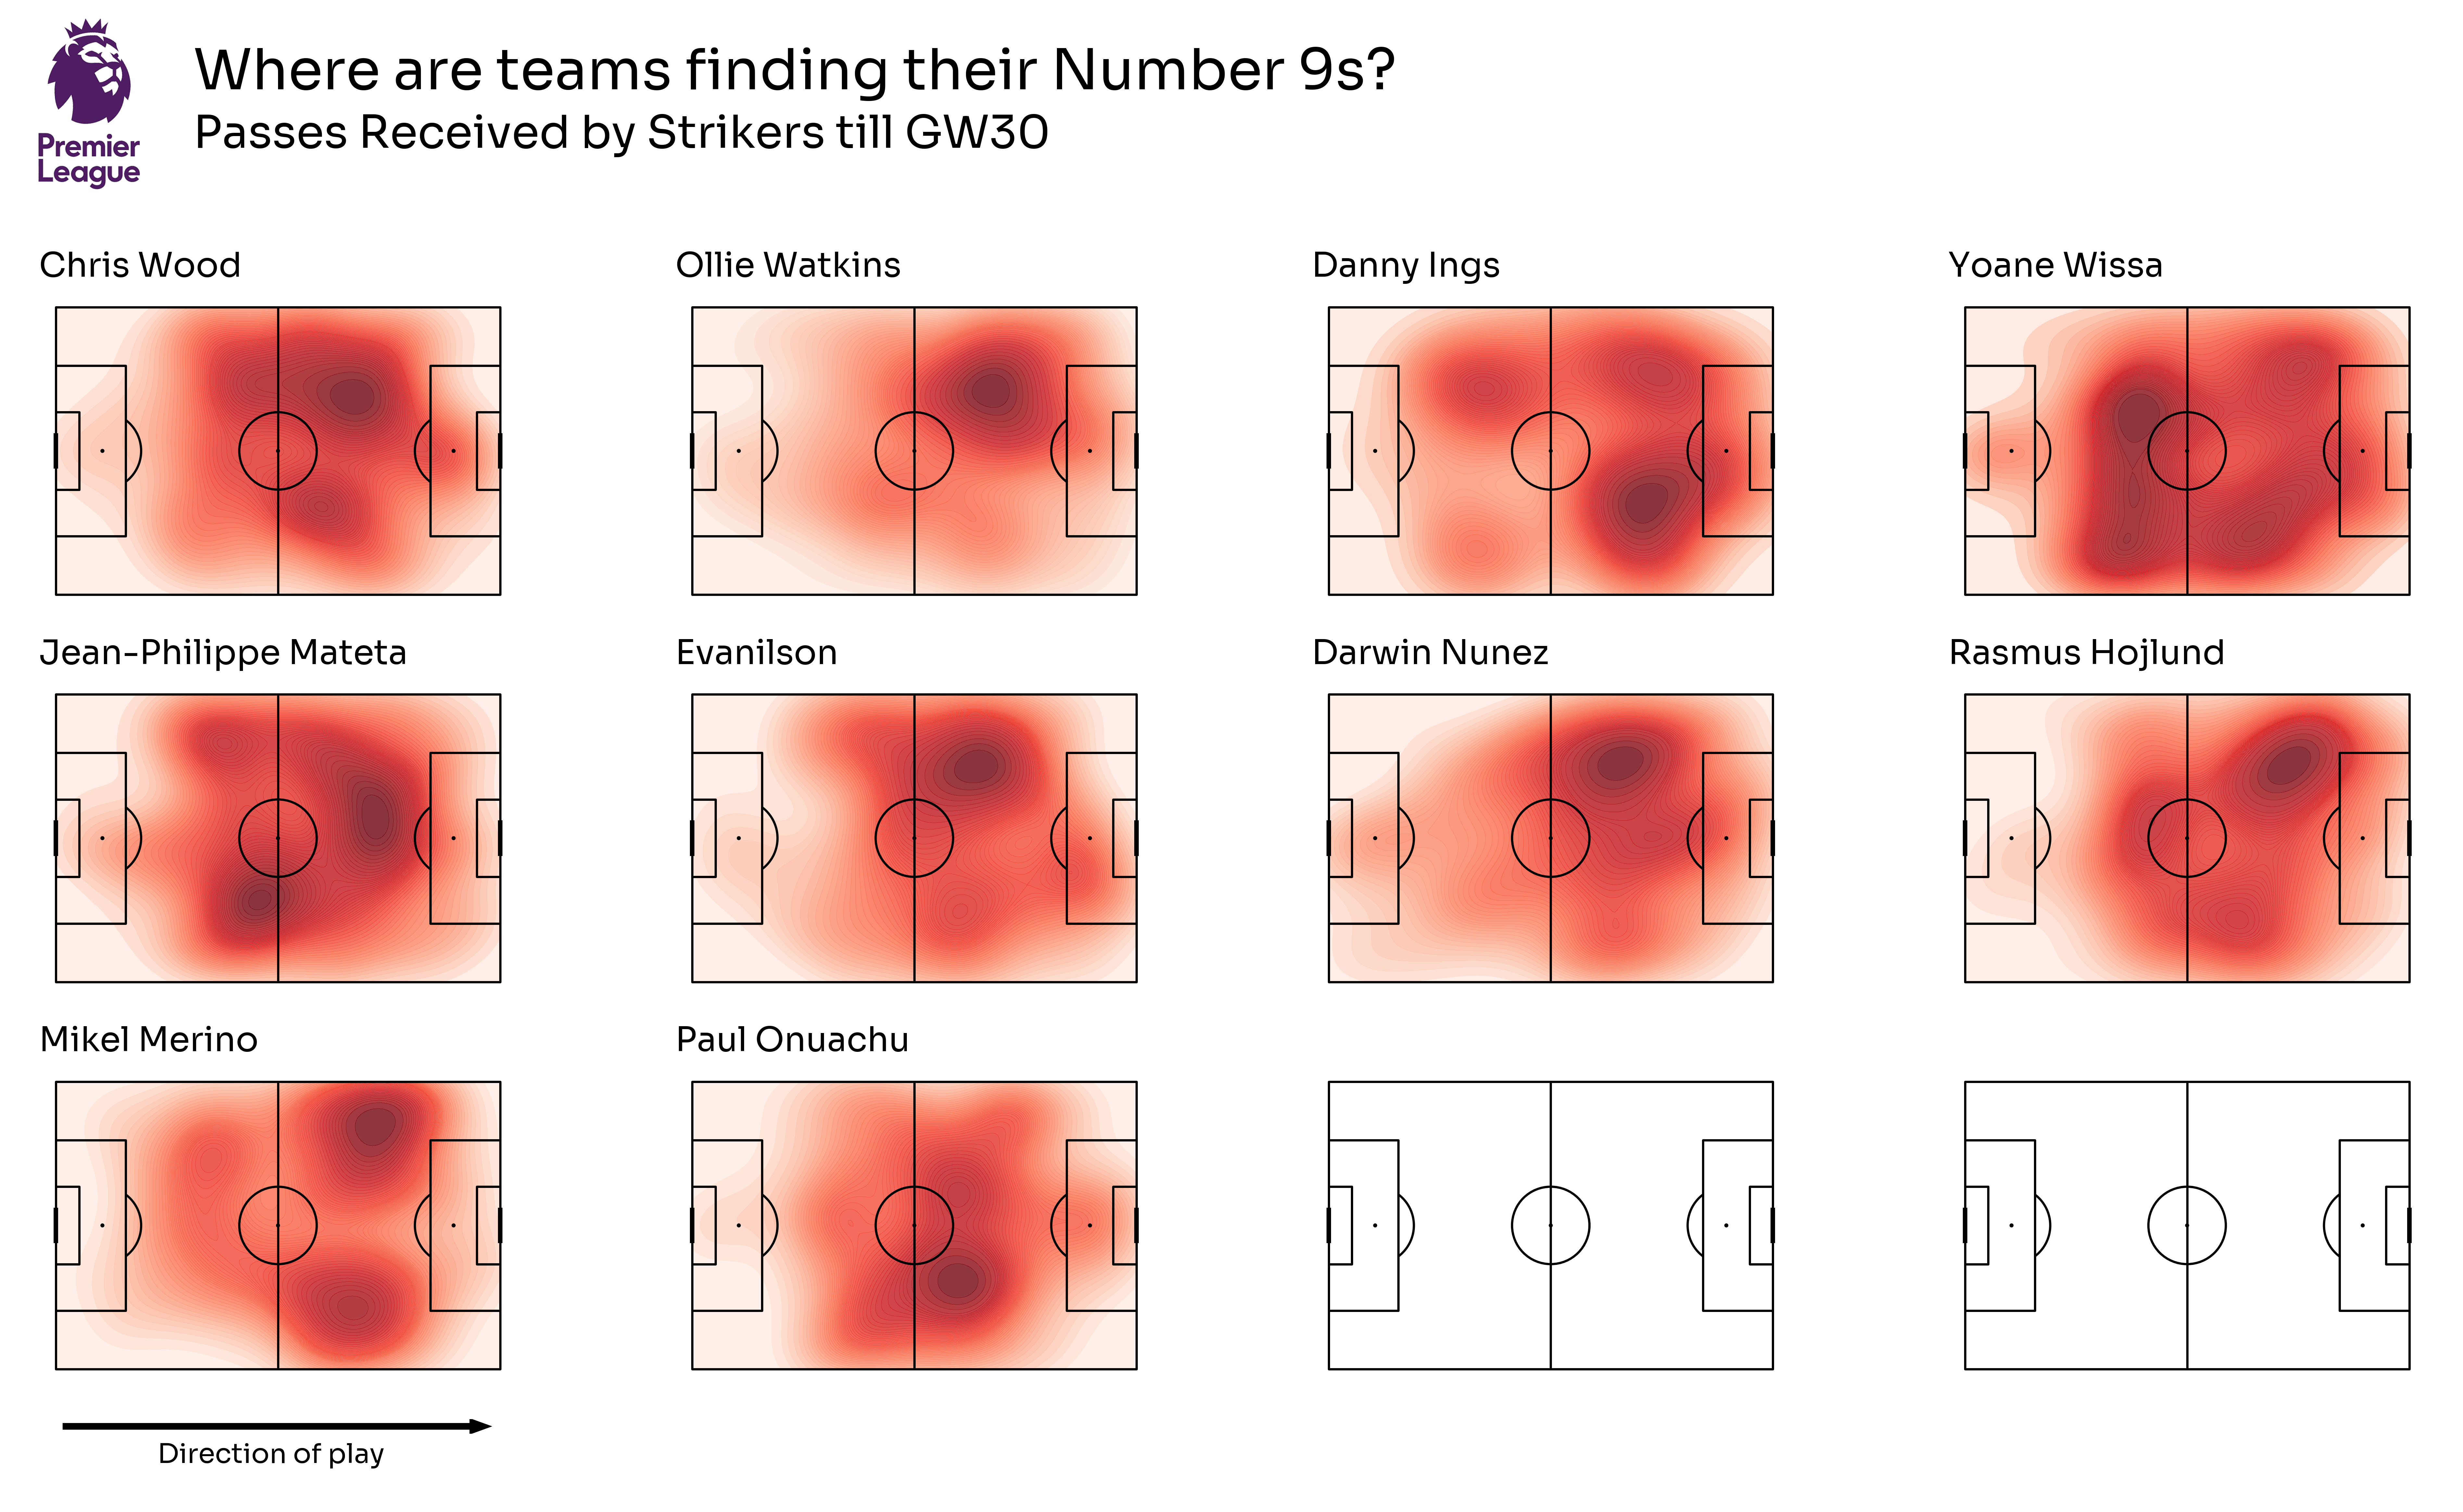 Premier
League
Where are teams finding their Number 9s?
Passes Received by Strikers till GW30
Chris Wood
Ollie Watkins
Danny Ings
Yoane Wissa
Jean-Philippe Mateta
Evanilson
Darwin Nunez
Rasmus Hojlund
Mikel Merino
Paul Onuachu
Direction of play